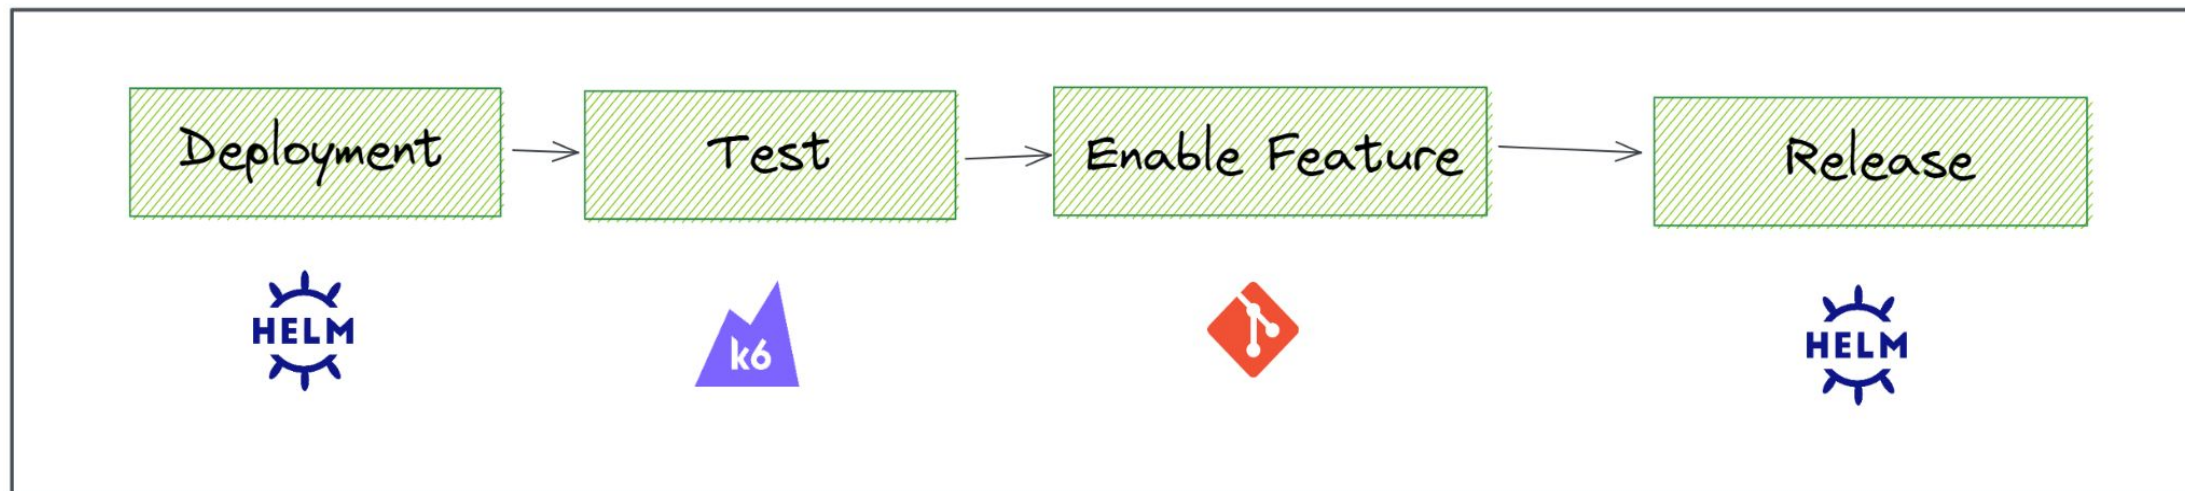 Deployment
Test
Enable Feature
Release
HELM
k6
HELM